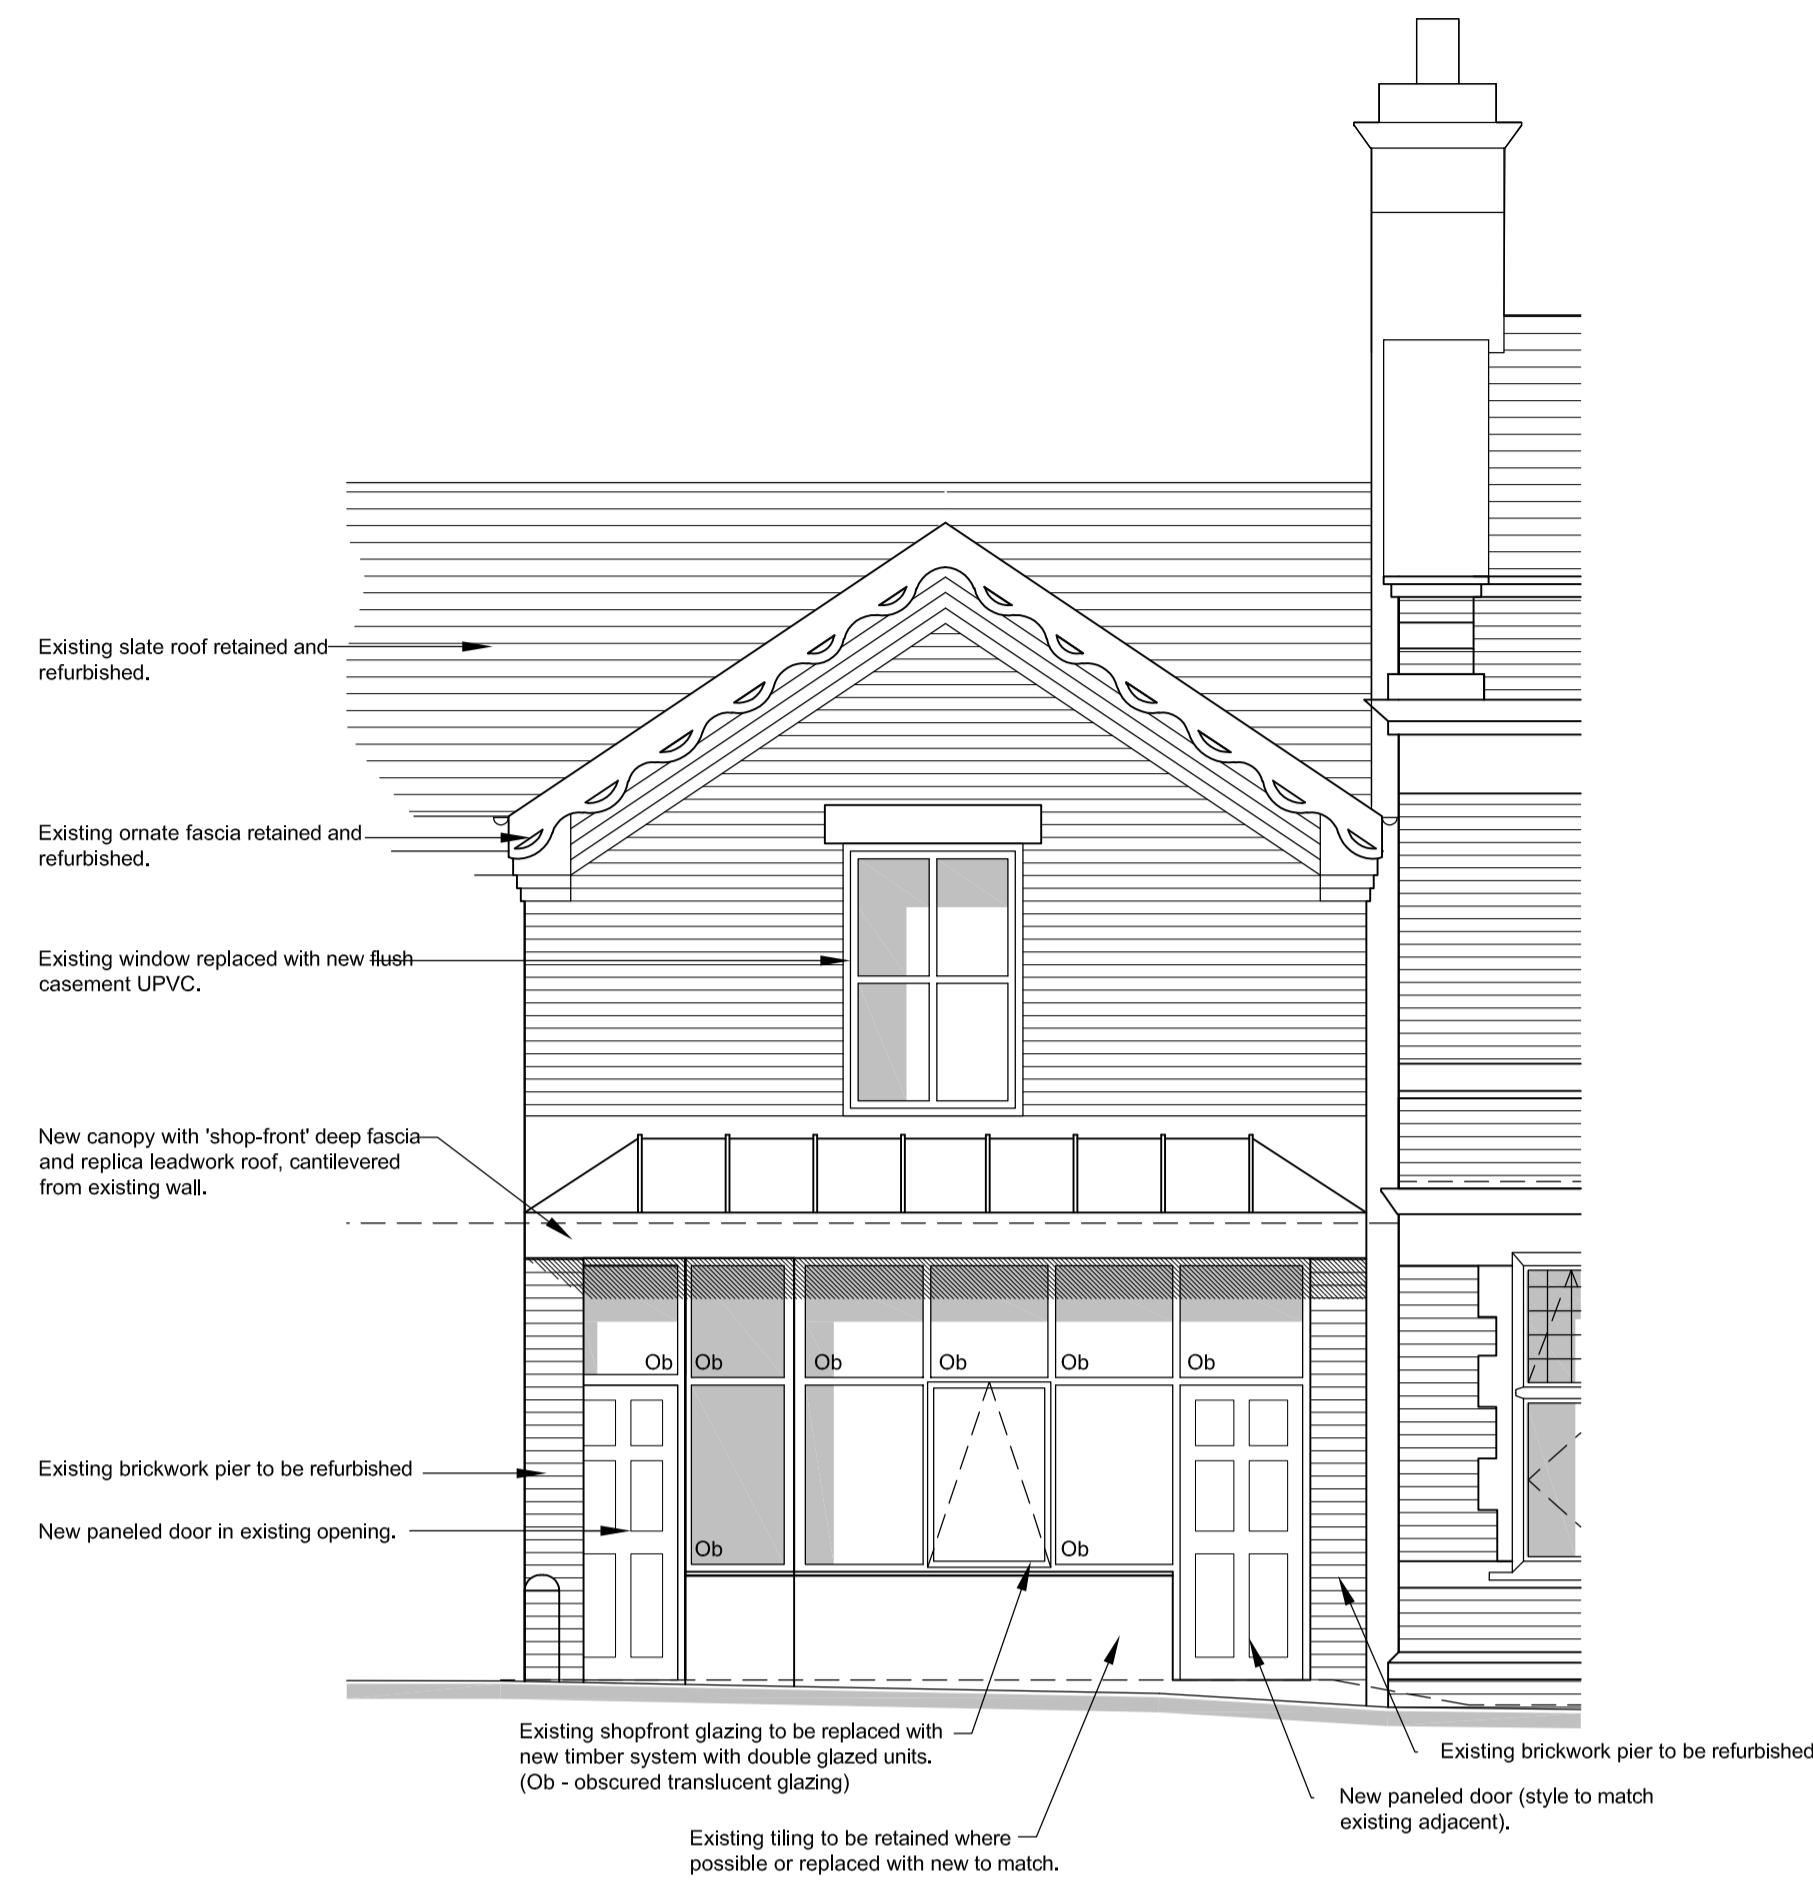 Existing slate roof retained and
refurbished.
Existing ornate fascia retained and
refurbished.
Existing window replaced with new flush
casement UPVC.
New canopy with 'shop-front' deep fascia
and replica leadwork roof, cantilevered
from existing wall.
Ob Ob Ob Ob Ob Ob
Existing brickwork pier to be refurbished
New paneled door in existing opening.
Ob Ob
Existing shopfront glazing to be replaced with
new timber system with double glazed units.
(Ob - obscured translucent glazing)
Existing brickwork pier to be refurbished
New paneled door (style to match
existing adjacent).
Existing tiling to be retained where
possible or replaced with new to match.